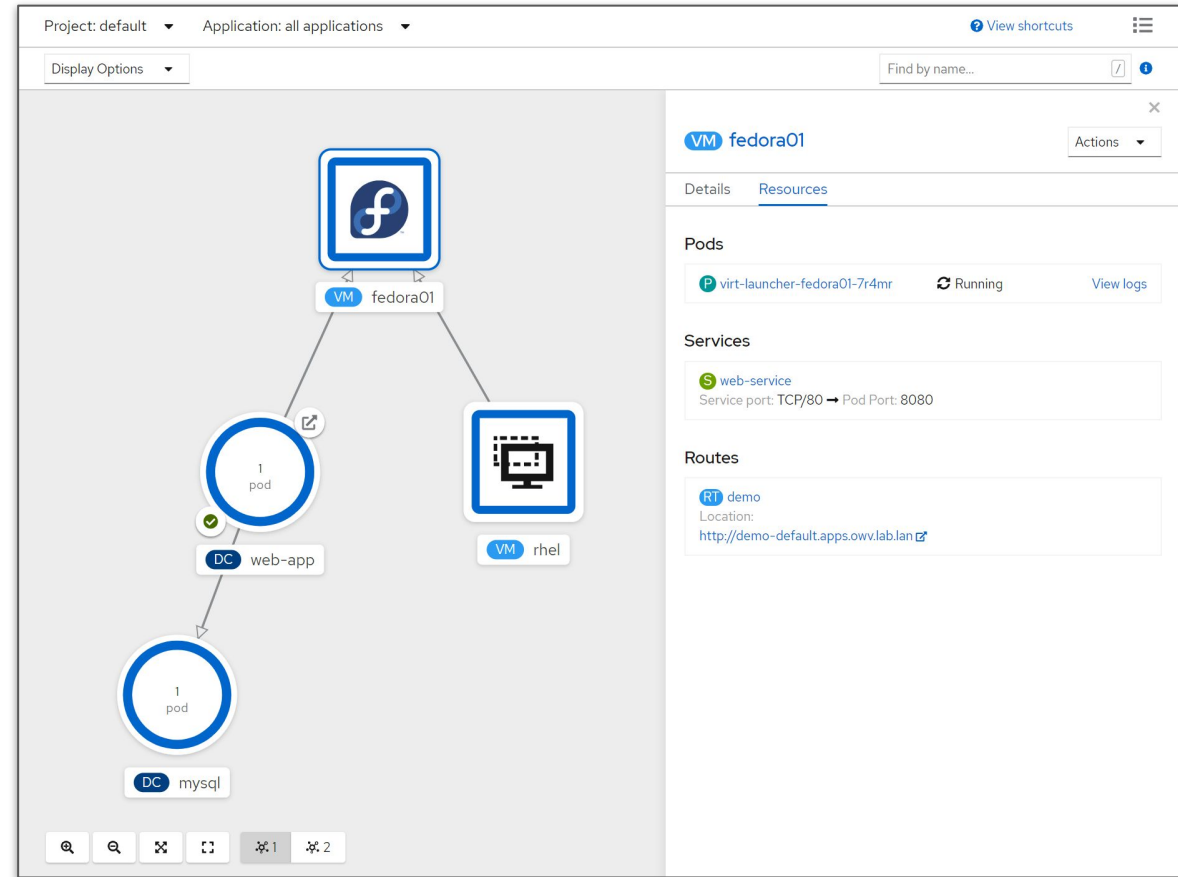 Project: default Application: all applications View shortcuts
Display Options Find by name... /
VM fedora01 Actions
Details Resources
Pods
P virt-launcher-fedora01-7r4mr Running View logs
Services
S web-service
Service port: TCP/80 → Pod Port: 8080
Routes
RT demo
Location:
http://demo-default.apps.owv.lab.lan
VM fedora01
1
pod
DC web-app
VM rhel
1
pod
DC mysql
1 2